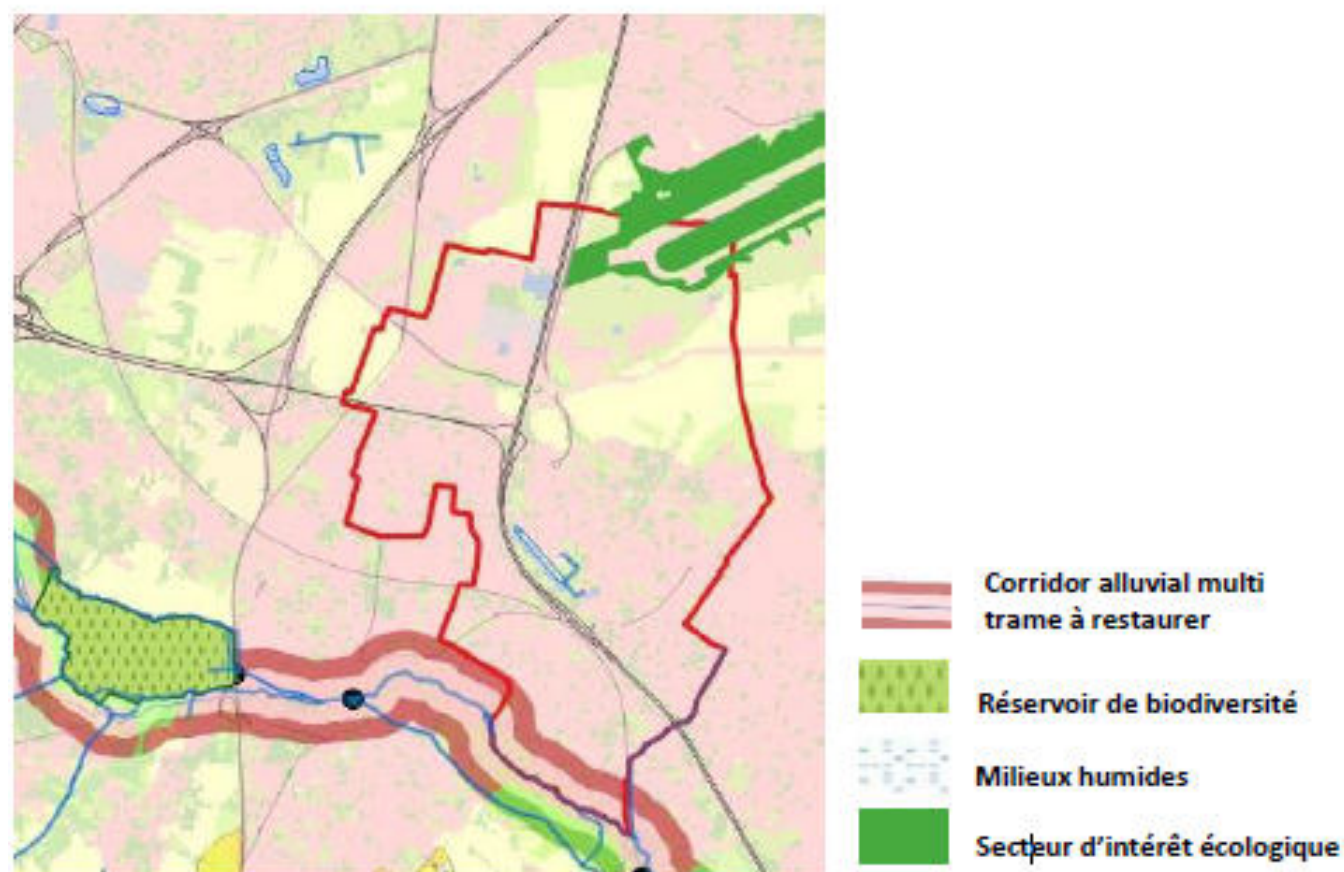 Corridor alluvial multi
trame à restaurer
Réservoir de biodiversité
Milieux humides
Secteur d'intérêt écologique